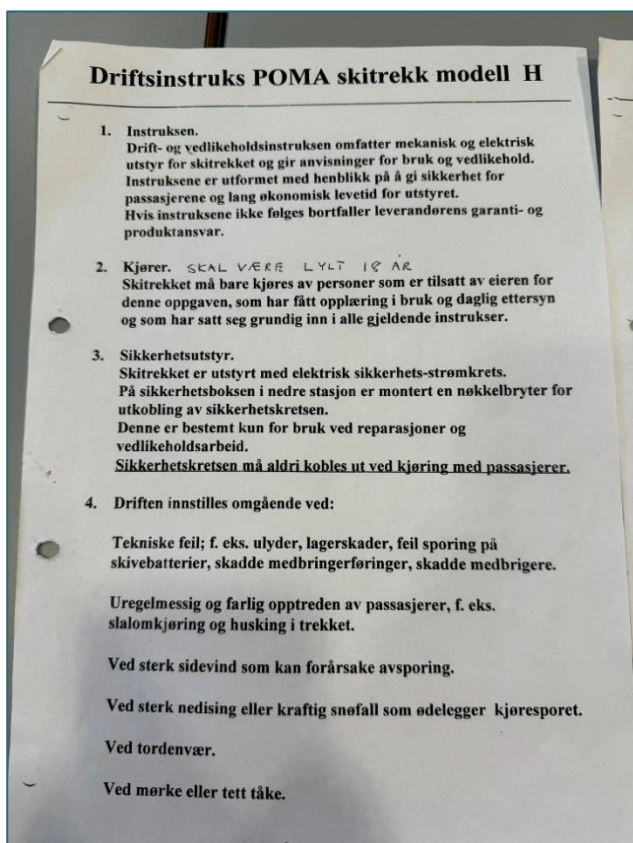 Driftsinstruks POMA skitrekk modell H
1. Instruksen.
Drift- og vedlikeholdsinstruksen omfatter mekanisk og elektrisk
utstyr for skitrekket og gir anvisninger for bruk og vedlikehold.
Instruksene er utformet med henblikk på å gi sikkerhet for
passasjerene og lang økonomisk levetid for utstyret.
Hvis instruksene ikke følges bortfaller leverandørens garanti- og
produktansvar.
2. Kjører. SKAL VÆRE LYLT 18 ÅR
Skitrekket må bare kjøres av personer som er tilsatt av eieren for
denne oppgaven, som har fått opplæring i bruk og daglig ettersyn
og som har satt seg grundig inn i alle gjeldende instrukser.
3. Sikkerhetsutstyr.
Skitrekket er utstyrt med elektrisk sikkerhets-strømkrets.
På sikkerhetsboksen i nedre stasjon er montert en nøkkelbryter for
utkobling av sikkerhetskretsen.
Denne er bestemt kun for bruk ved reparasjoner og
vedlikeholdsarbeid.
Sikkerhetskretsen må aldri kobles ut ved kjøring med passasjerer.
4. Driften innstilles omgående ved:
Tekniske feil; f. eks. ulyder, lagerskader, feil sporing på
skivebatterier, skadde medbringerføringer, skadde medbrigere.
Uregelmessig og farlig opptreden av passasjerer, f. eks.
slalomkjøring og husking i trekket.
Ved sterk sidevind som kan forårsake avsporing.
Ved sterk nedising eller kraftig snøfall som ødelegger kjøresporet.
Ved tordenvær.
Ved mørke eller tett tåke.